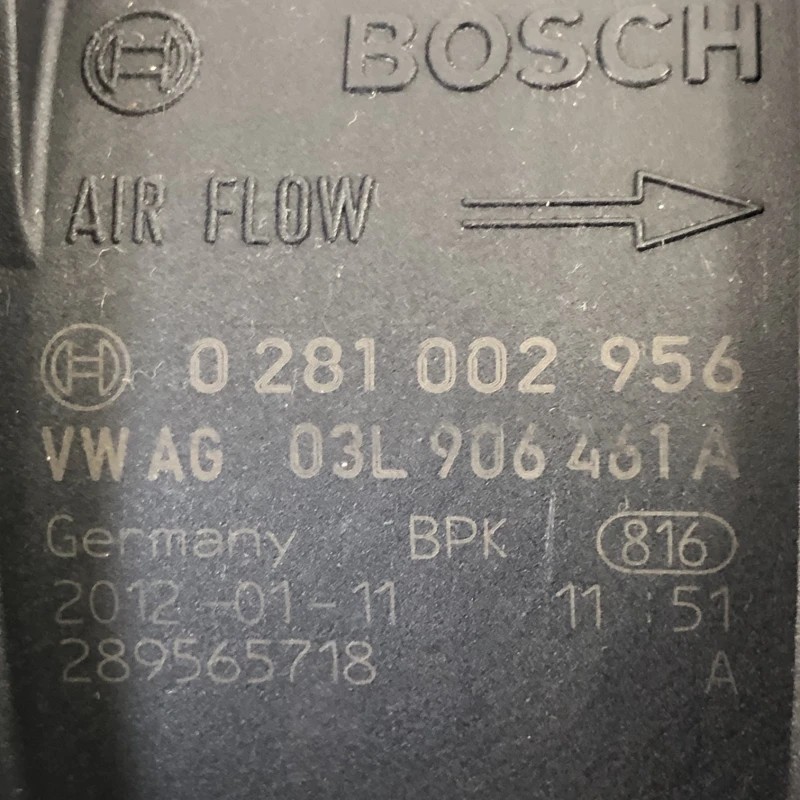 BOSCH
AIR FLOW
0 281 002 956
VW AG 03L 906 461 A
Germany BPK 816
2012-01-11 11:51
289565718 A